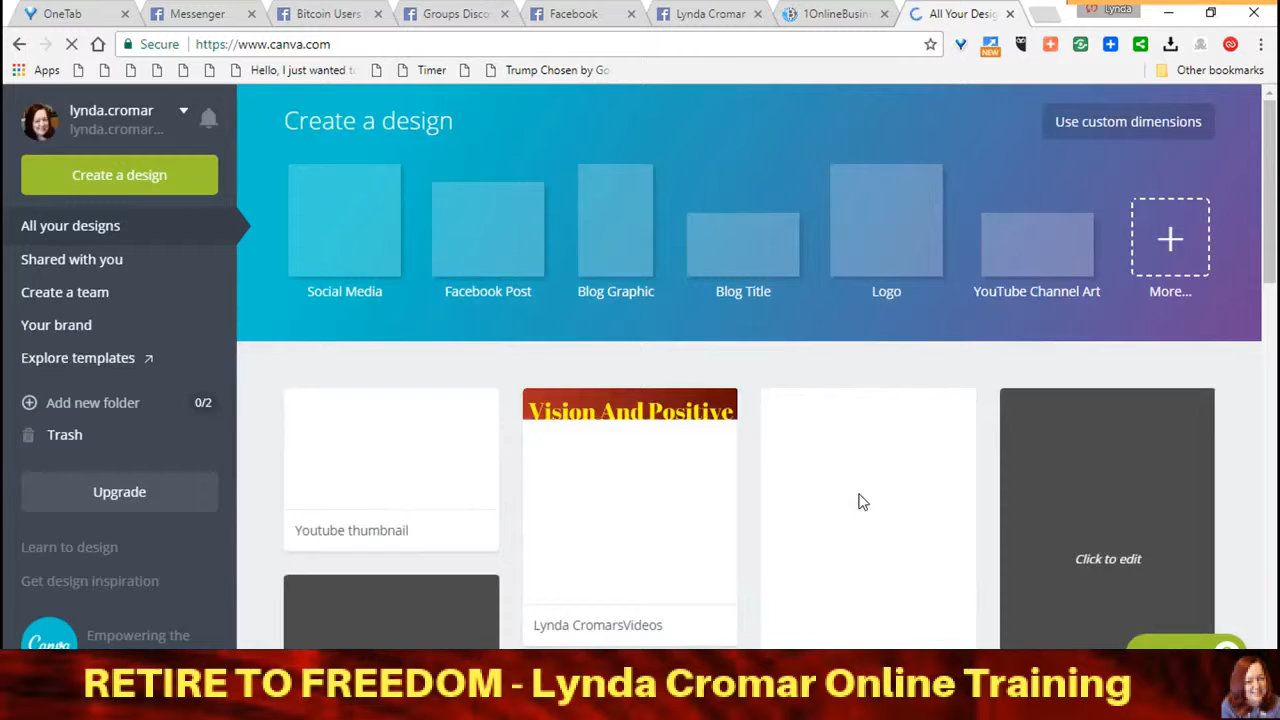 OneTab
Messenger
Bitcoin Users
Groups Disco
Facebook
Lynda Cromar
1OnlineBusin
All Your Desig
Lynda
Secure
https://www.canva.com
NEW
Apps
Hello, I just wanted to
Timer
Trump Chosen by Go
Other bookmarks
lynda.cromar
lynda.cromar...
Create a design
All your designs
Shared with you
Create a team
Your brand
Explore templates
Add new folder 0/2
Trash
Upgrade
Learn to design
Get design inspiration
Canva
Empowering the
Create a design
Use custom dimensions
Social Media
Facebook Post
Blog Graphic
Blog Title
Logo
YouTube Channel Art
More...
Youtube thumbnail
Vision And Positive
Lynda CromarsVideos
Click to edit
RETIRE TO FREEDOM - Lynda Cromar Online Training